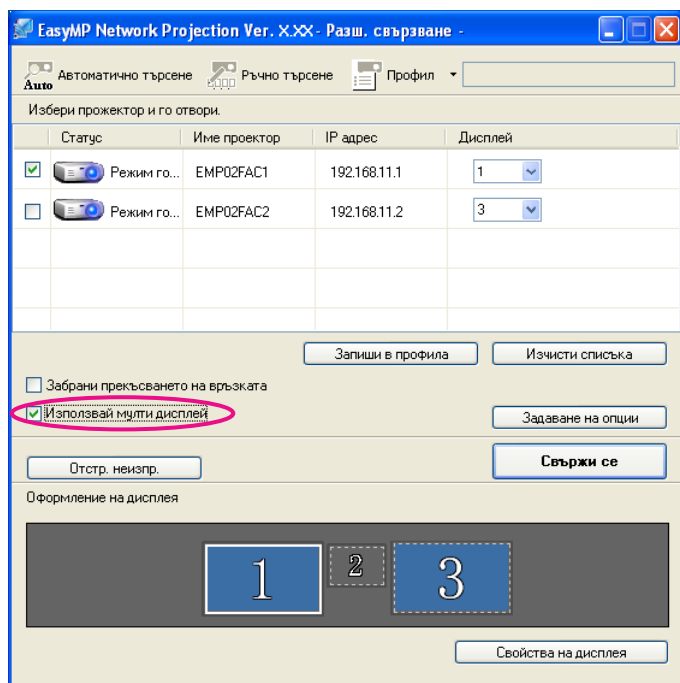 EasyMP Network Projection Ver. X.XX - Разш. свързване -
Auto Автоматично търсене Ръчно търсене Профил
Избери прожектор и го отвори.
Статус Име проектор IP адрес Дисплей
Режим го... EMP02FAC1 192.168.11.1 1
Режим го... EMP02FAC2 192.168.11.2 3
Запиши в профила Изчисти списъка
Забрани прекъсването на връзката
Използвай мулти дисплей Задаване на опции
Отстр. неизпр. Свържи се
Оформление на дисплея
1 2 3
Свойства на дисплея